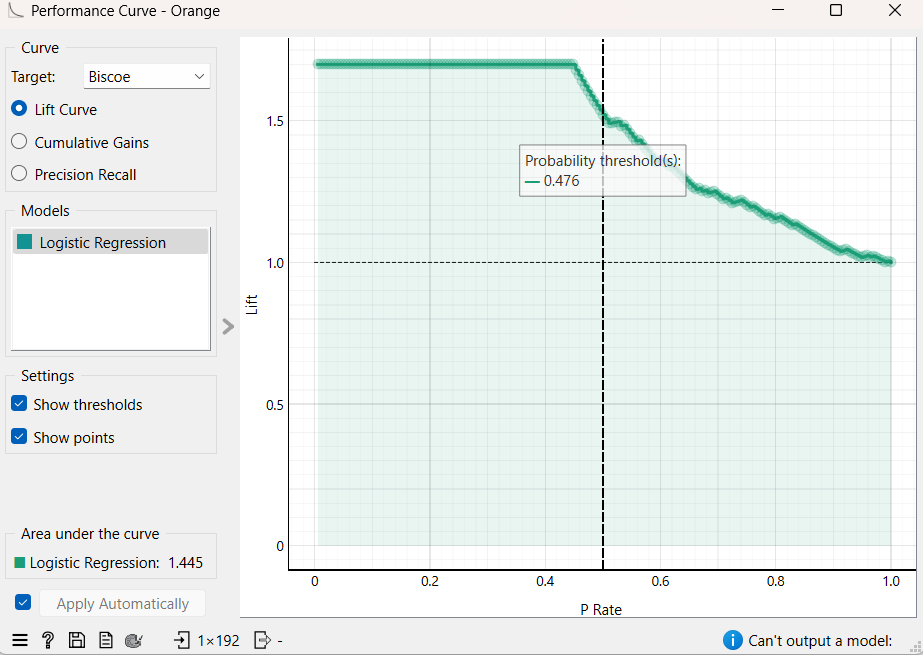 Performance Curve - Orange
Curve
Target: Biscoe
Lift Curve
Cumulative Gains
Precision Recall
Models
Logistic Regression
Settings
Show thresholds
Show points
Area under the curve
Logistic Regression: 1.445
Apply Automatically
Lift
1.5
1.0
0.5
0
Probability threshold(s):
0.476
0 0.2 0.4 0.6 0.8 1.0
P Rate
? 1×192 -
i Can't output a model: